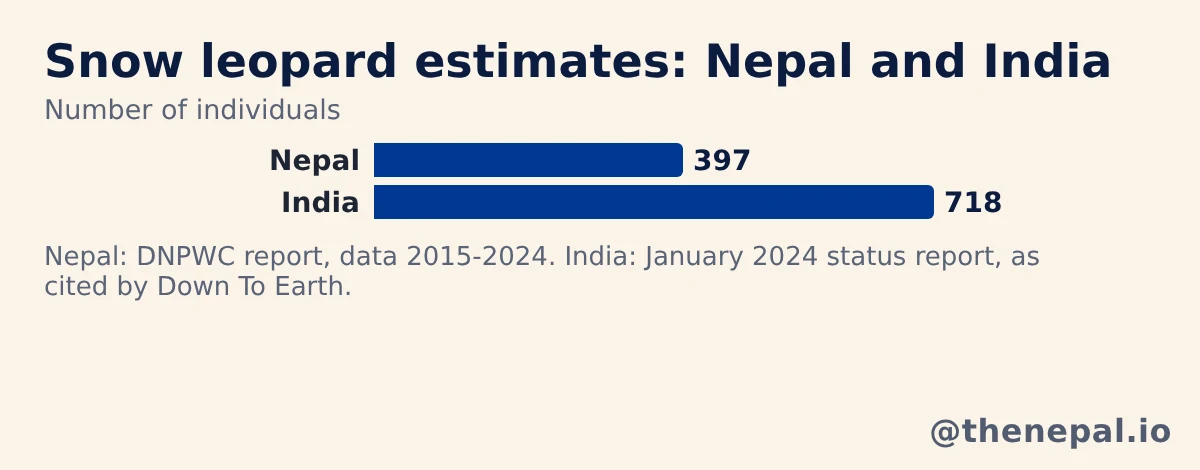 Snow leopard estimates: Nepal and India
Number of individuals
Nepal 397
India 718
Nepal: DNPWC report, data 2015-2024. India: January 2024 status report, as
cited by Down To Earth.
@thenepal.io